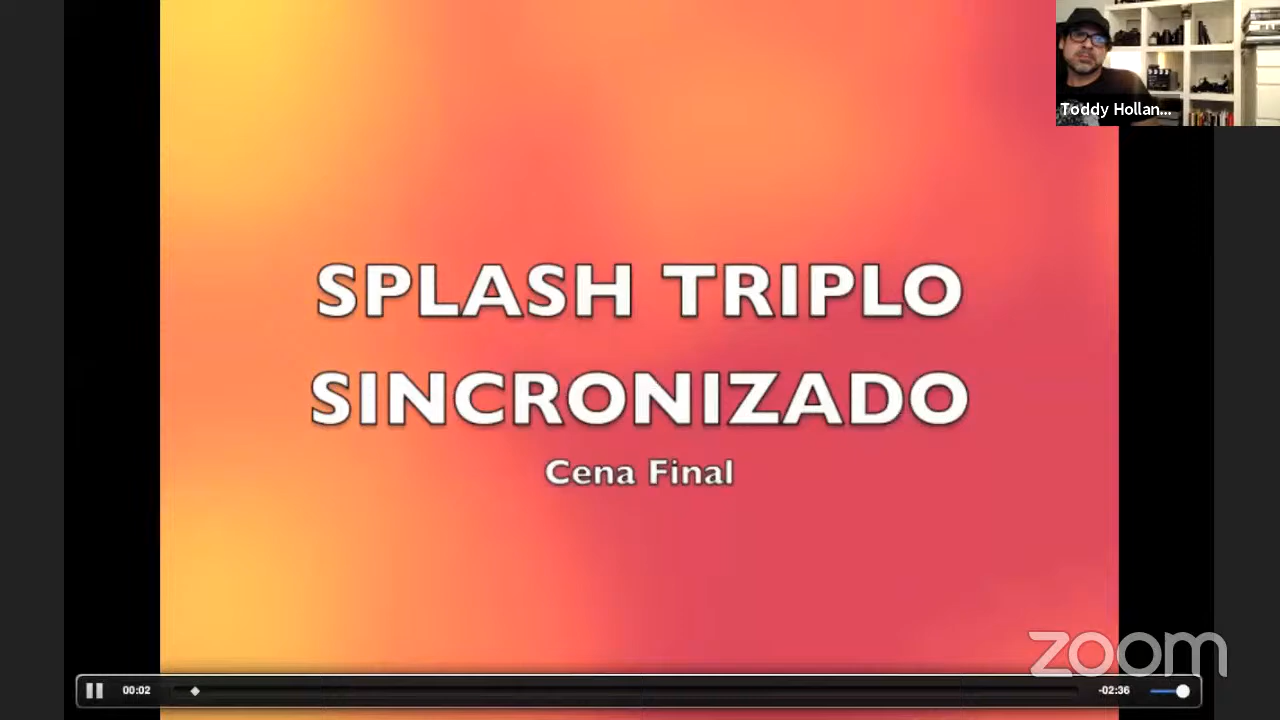 Toddy Hollan...
SPLASH TRIPLO
SINCRONIZADO
Cena Final
zoom
00:02
-02:36